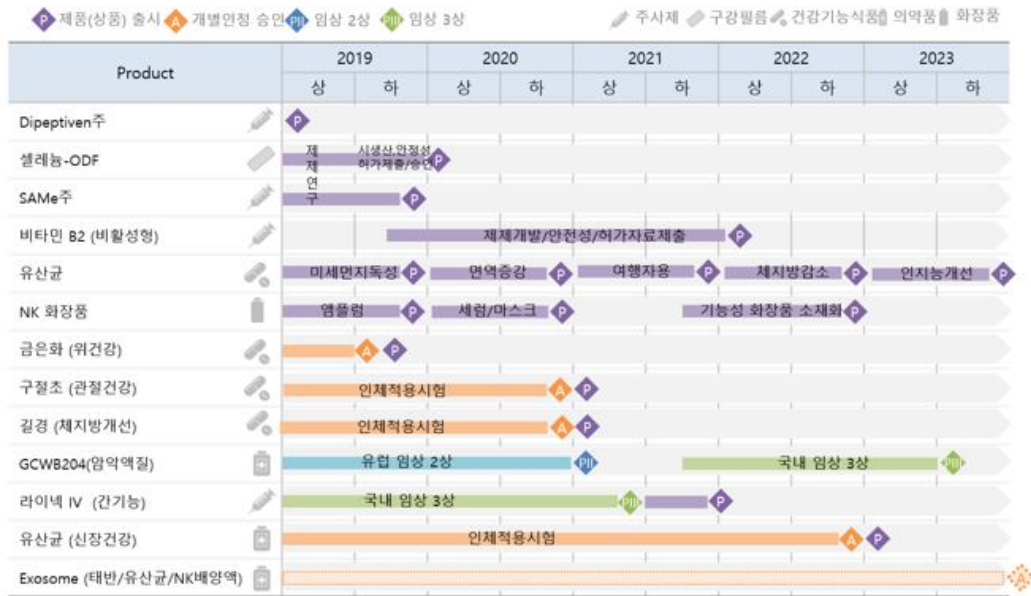 P 제품(상품) 출시 A 개별인정 승인 PII 임상 2상 PIII 임상 3상 주사제 구강필름 건강기능식품 의약품 화장품
Product 2019 2020 2021 2022 2023
상 하 상 하 상 하 상 하 상 하
Dipeptiven주 P
셀레늄-ODF 제제연구 시생산,안정성 P
허가제출/승인
SAMe주 P
비타민 B2 (비활성형) 제제개발/안전성/허가자료제출 P
유산균 미세먼지독성 P 면역증강 P 여행자용 P 체지방감소 P 인지능개선 P
NK 화장품 앰플럼 P 세럼/마스크 P 기능성 화장품 소재화 P
금은화 (위건강) A P
구절초 (관절건강) 인체적용시험 A P
길경 (체지방개선) 인체적용시험 A P
GCWB204(암악액질) 유럽 임상 2상 PII 국내 임상 3상 PIII
라이넥 IV (간기능) 국내 임상 3상 PIII P
유산균 (신장건강) 인체적용시험 A P
Exosome (태반/유산균/NK배양액) A